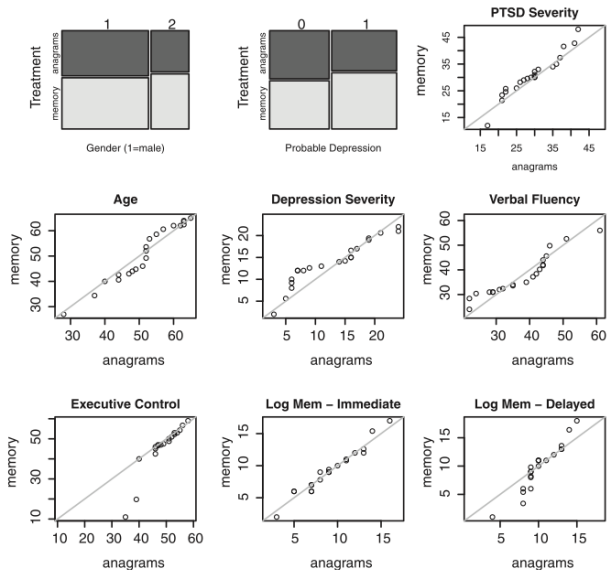 1 2
Treatment
anagrams
memory
Gender (1=male)
0 1
Treatment
anagrams
memory
Probable Depression
PTSD Severity
memory
45
35
25
15
15 25 35 45
anagrams
Age
memory
60
50
40
30
30 40 50 60
anagrams
Depression Severity
memory
20
15
10
5
5 10 15 20
anagrams
Verbal Fluency
memory
60
50
40
30
30 40 50 60
anagrams
Executive Control
memory
50
40
30
10
10 20 30 40 50 60
anagrams
Log Mem – Immediate
memory
15
10
5
5 10 15
anagrams
Log Mem – Delayed
memory
15
10
5
5 10 15
anagrams